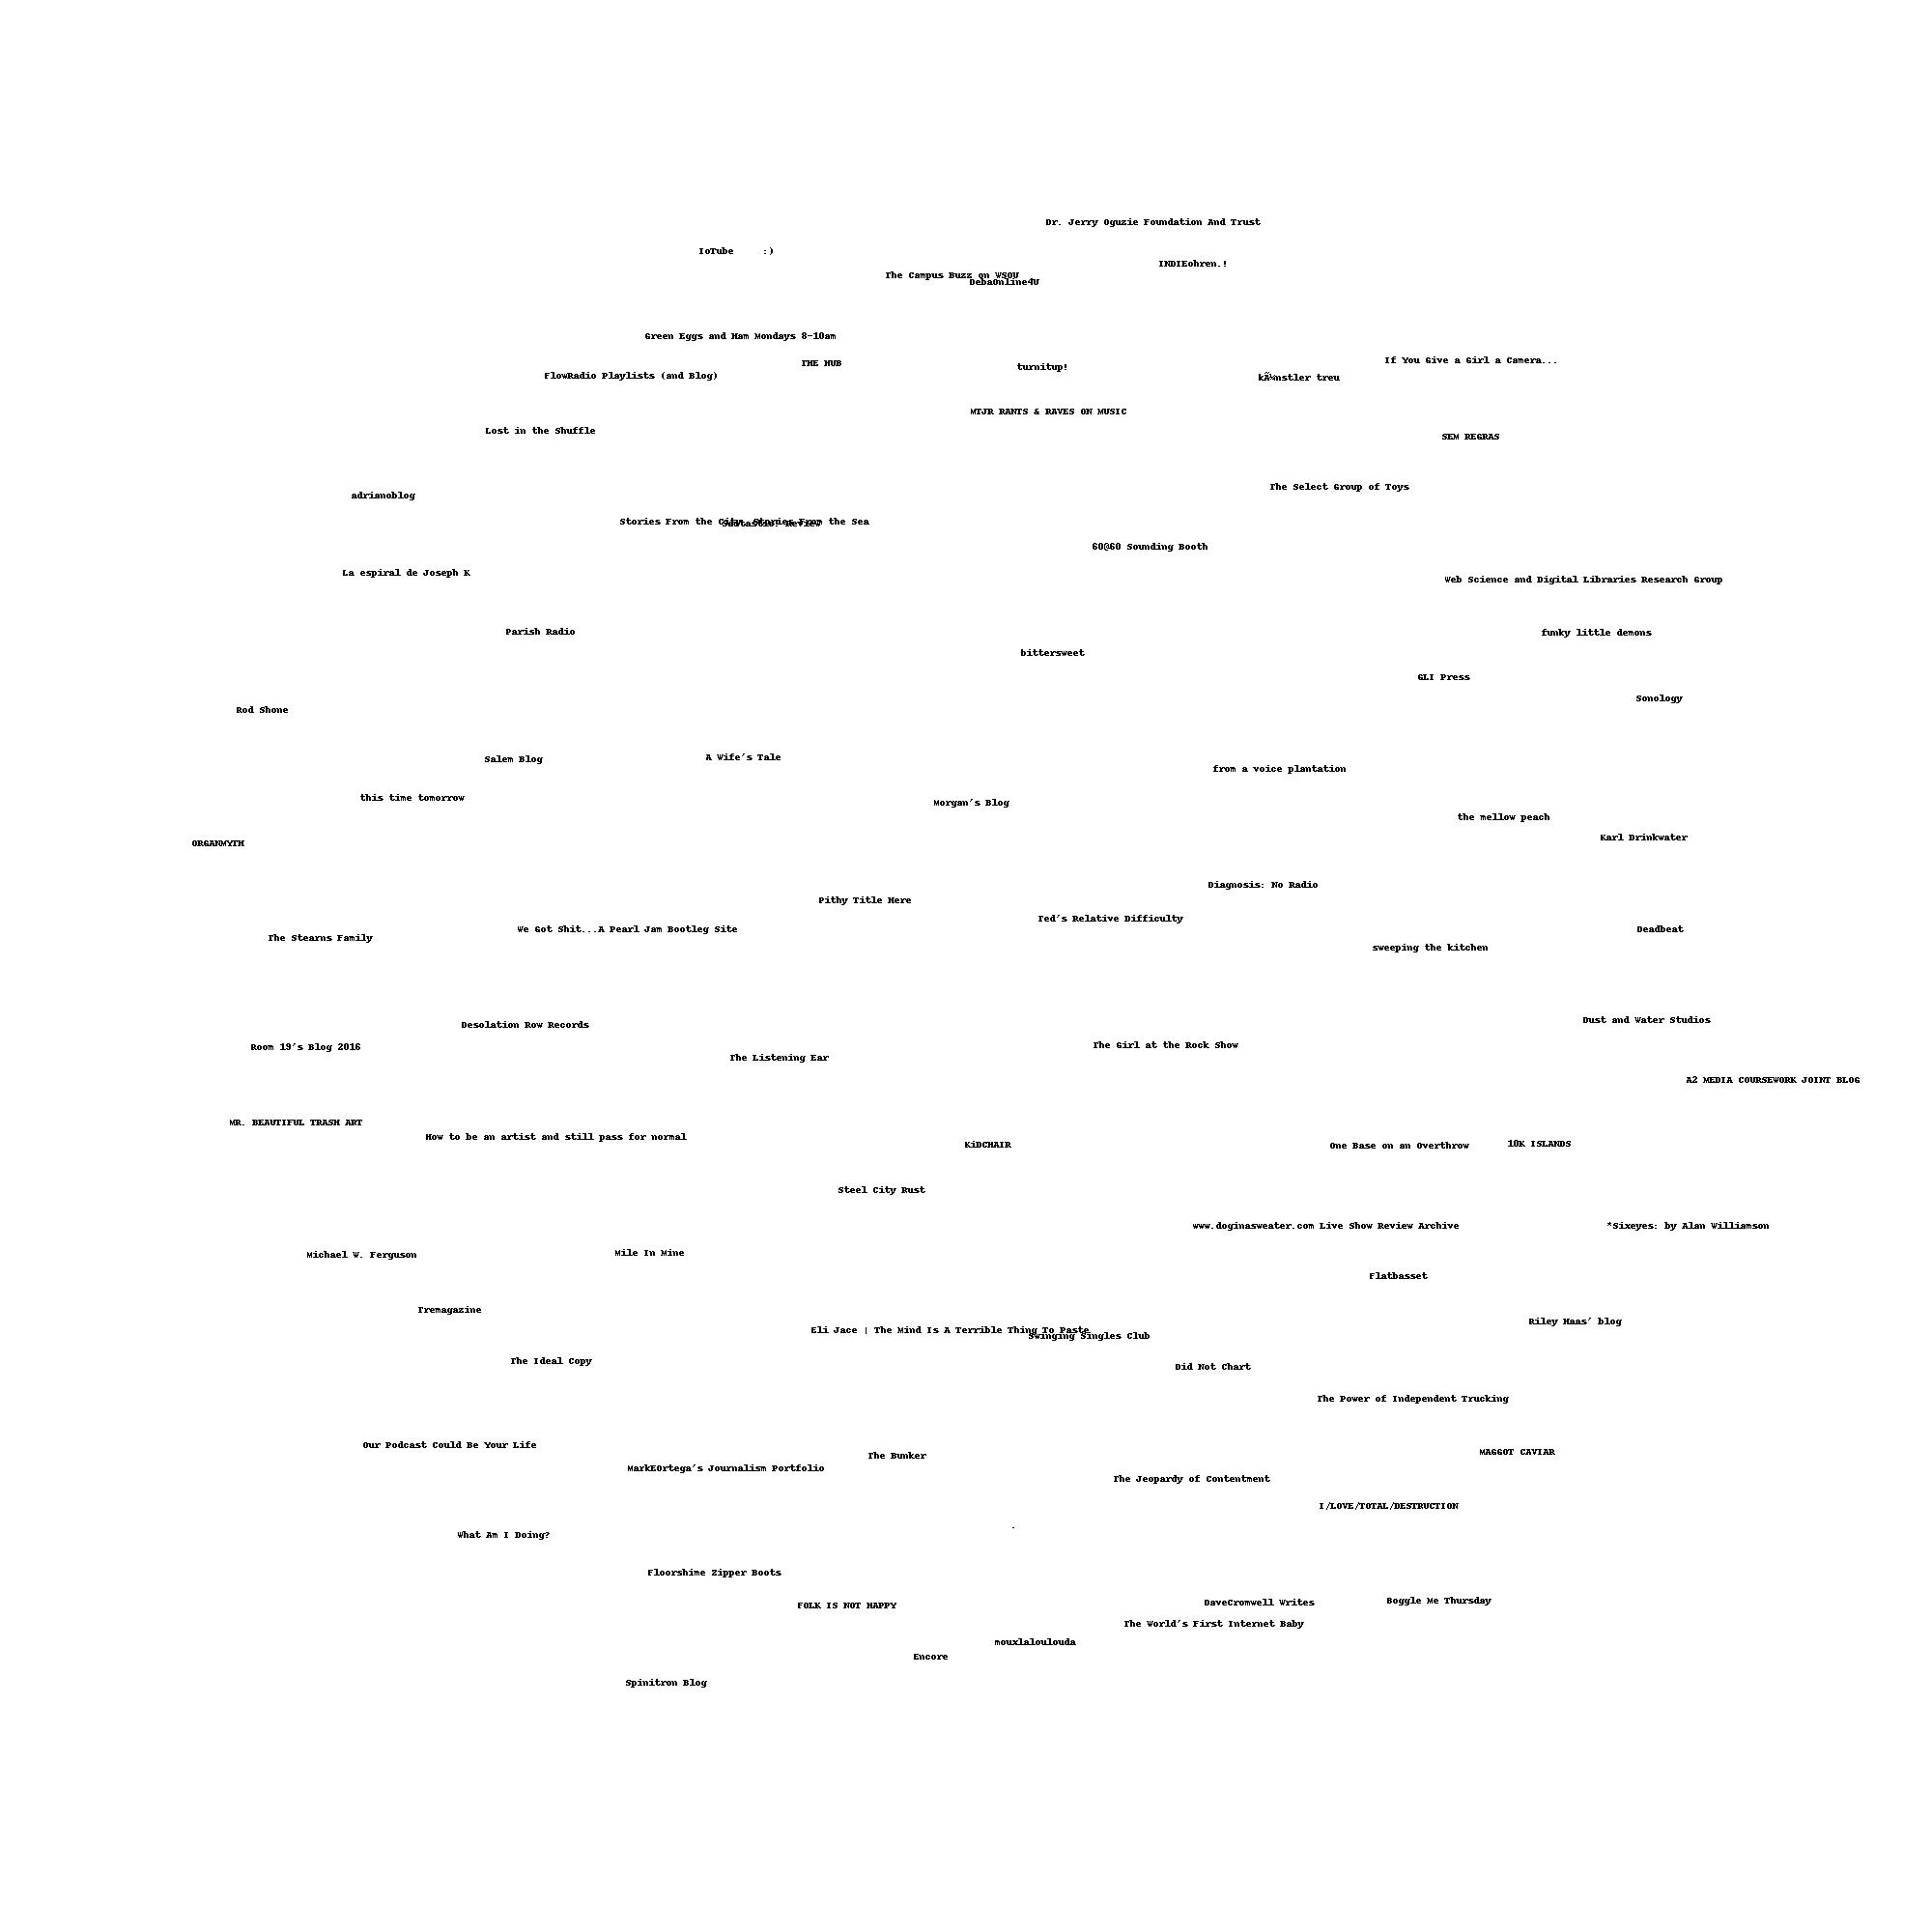 Dr. Jerry Oguzie Foundation And Trust
IoTube :)
INDIEohren.!
The Campus Buzz on WSOU
DebaOnline4U
Green Eggs and Ham Mondays 8-10am
If You Give a Girl a Camera...
THE HUB
turnitup!
FlowRadio Playlists (and Blog)
kÃ¼nstler treu
MTJR RANTS & RAVES ON MUSIC
Lost in the Shuffle
SEM REGRAS
The Select Group of Toys
adrianoblog
Stories From the City, Stories From the Sea
60@60 Sounding Booth
La espiral de Joseph K
Web Science and Digital Libraries Research Group
Parish Radio
funky little demons
bittersweet
GLI Press
Sonology
Rod Shone
A Wife's Tale
Salem Blog
from a voice plantation
this time tomorrow
Morgan's Blog
the mellow peach
Karl Drinkwater
ORGANMYTH
Diagnosis: No Radio
Pithy Title Here
Ted's Relative Difficulty
We Got Shit...A Pearl Jam Bootleg Site
Deadbeat
The Stearns Family
sweeping the kitchen
Dust and Water Studios
Desolation Row Records
The Girl at the Rock Show
Room 19's Blog 2016
The Listening Ear
A2 MEDIA COURSEWORK JOINT BLOG
MR. BEAUTIFUL TRASH ART
How to be an artist and still pass for normal
10K ISLANDS
KiDCHAIR
One Base on an Overthrow
Steel City Rust
www.doginasweater.com Live Show Review Archive
*Sixeyes: by Alan Williamson
Mile In Mine
Michael W. Ferguson
Flatbasset
Tremagazine
Riley Haas' blog
Eli Jace | The Mind Is A Terrible Thing To Paste
Swinging Singles Club
The Ideal Copy
Did Not Chart
The Power of Independent Trucking
Our Podcast Could Be Your Life
MAGGOT CAVIAR
The Bunker
MarkEOrtega's Journalism Portfolio
The Jeopardy of Contentment
I/LOVE/TOTAL/DESTRUCTION
.
What Am I Doing?
Floorshime Zipper Boots
Boggle Me Thursday
DaveCromwell Writes
FOLK IS NOT HAPPY
The World's First Internet Baby
mouxlaloulouda
Encore
Spinitron Blog